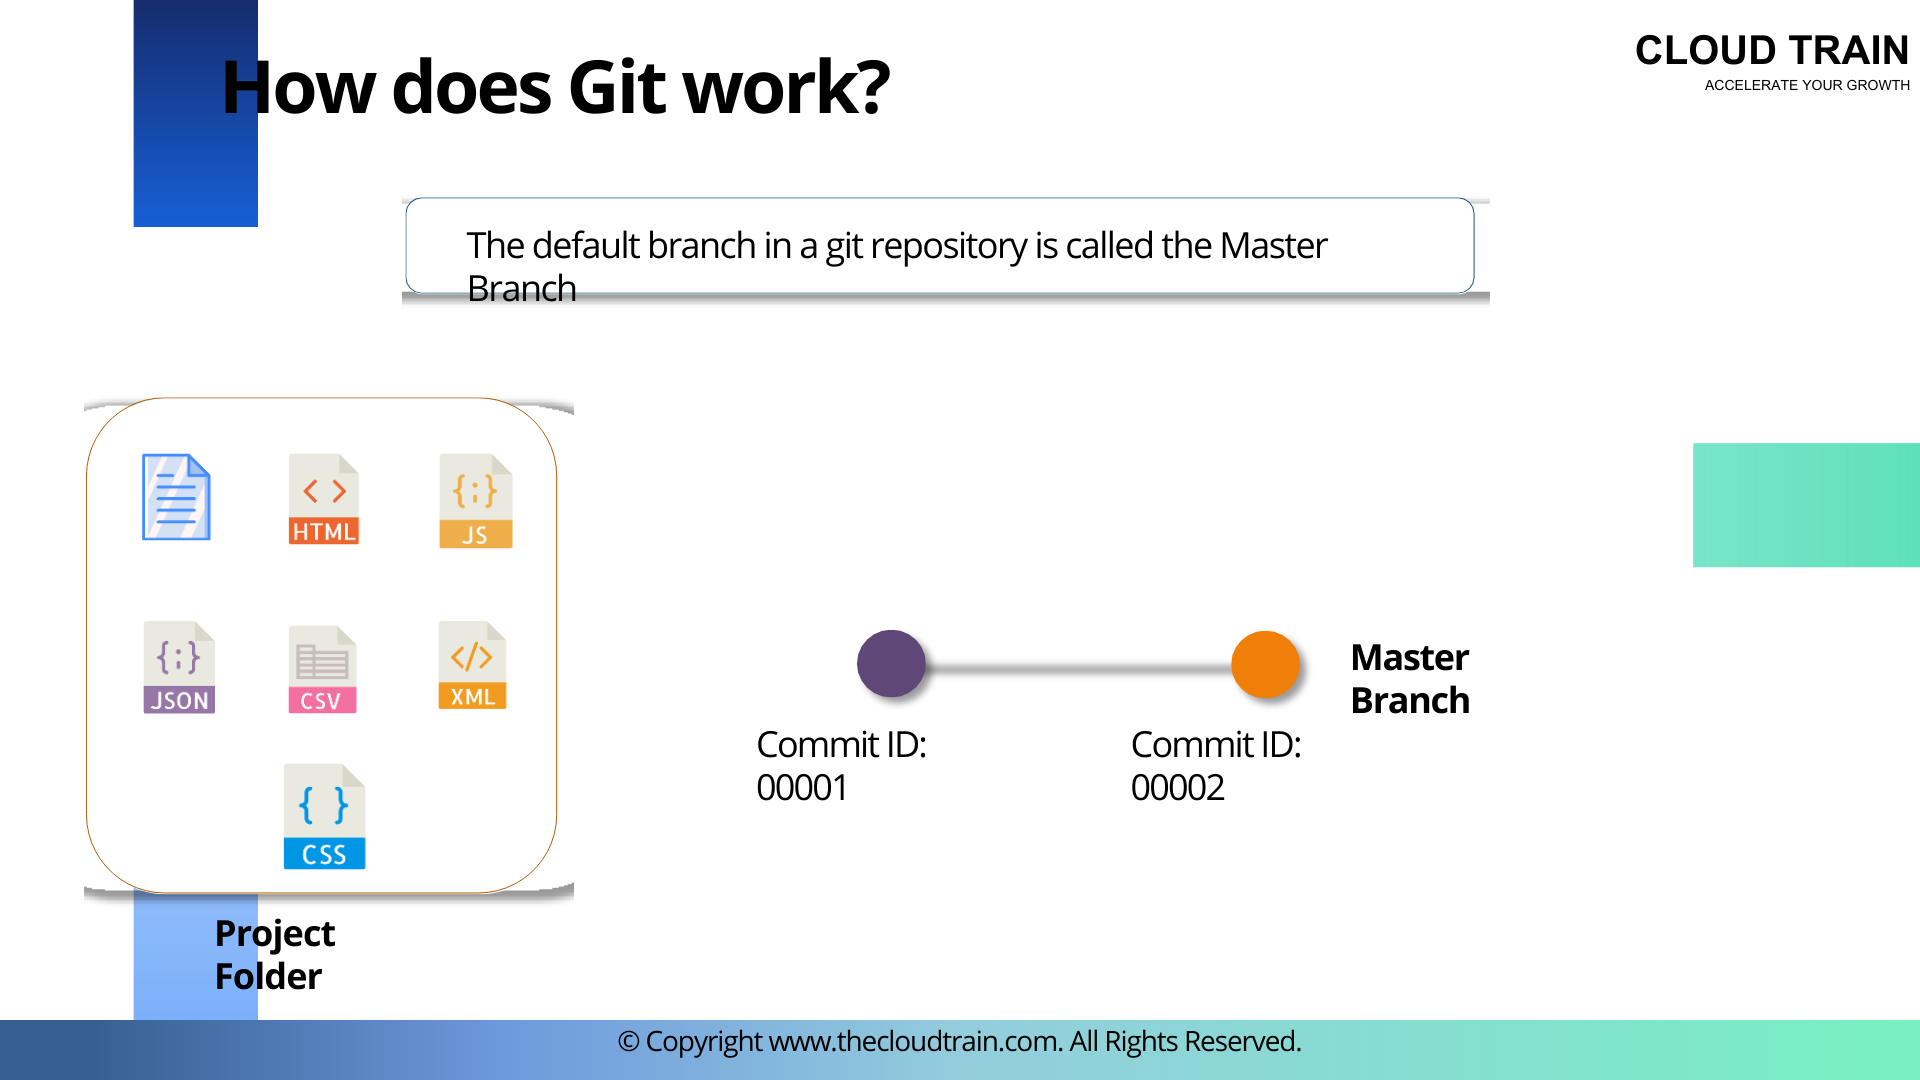 How does Git work?
CLOUD TRAIN
ACCELERATE YOUR GROWTH
The default branch in a git repository is called the Master
Branch
HTML
{;} JS
{;} JSON
CSV
</> XML
{ } CSS
Project
Folder
Commit ID:
00001
Commit ID:
00002
Master
Branch
© Copyright www.thecloudtrain.com. All Rights Reserved.